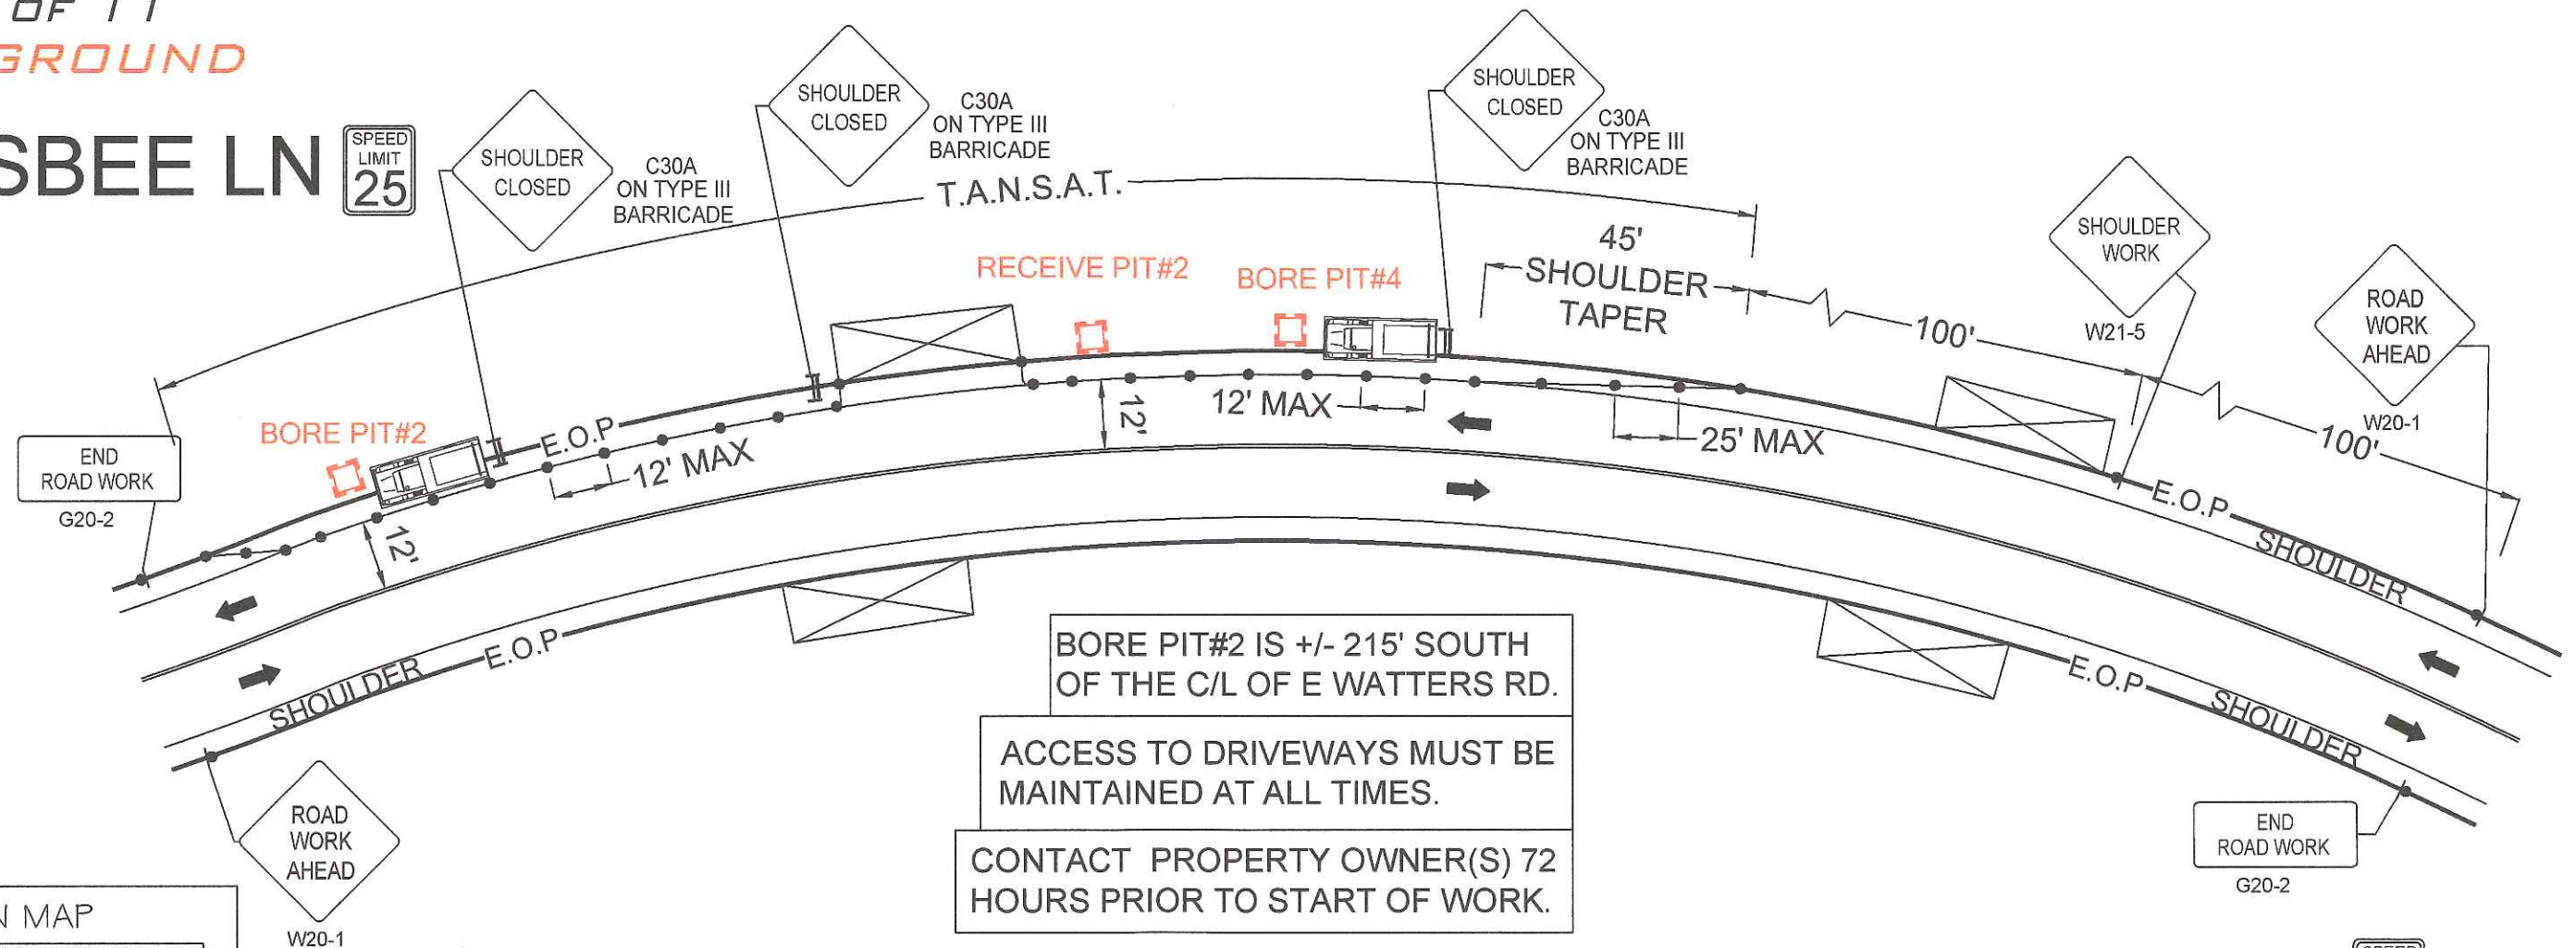 OF 11
GROUND
SBEE LN
SPEED
LIMIT
25
SHOULDER
CLOSED
C30A
ON TYPE III
BARRICADE
SHOULDER
CLOSED
C30A
ON TYPE III
BARRICADE
SHOULDER
CLOSED
C30A
ON TYPE III
BARRICADE
T.A.N.S.A.T.
45'
SHOULDER
TAPER
RECEIVE PIT#2
BORE PIT#4
SHOULDER
WORK
W21-5
ROAD
WORK
AHEAD
W20-1
100'
100'
BORE PIT#2
E.O.P
12' MAX
12'
12' MAX
25' MAX
12'
END
ROAD WORK
G20-2
E.O.P
SHOULDER
SHOULDER
E.O.P
E.O.P
SHOULDER
BORE PIT#2 IS +/- 215' SOUTH
OF THE C/L OF E WATTERS RD.
ACCESS TO DRIVEWAYS MUST BE
MAINTAINED AT ALL TIMES.
CONTACT PROPERTY OWNER(S) 72
HOURS PRIOR TO START OF WORK.
ROAD
WORK
AHEAD
W20-1
END
ROAD WORK
G20-2
N MAP
SPEED